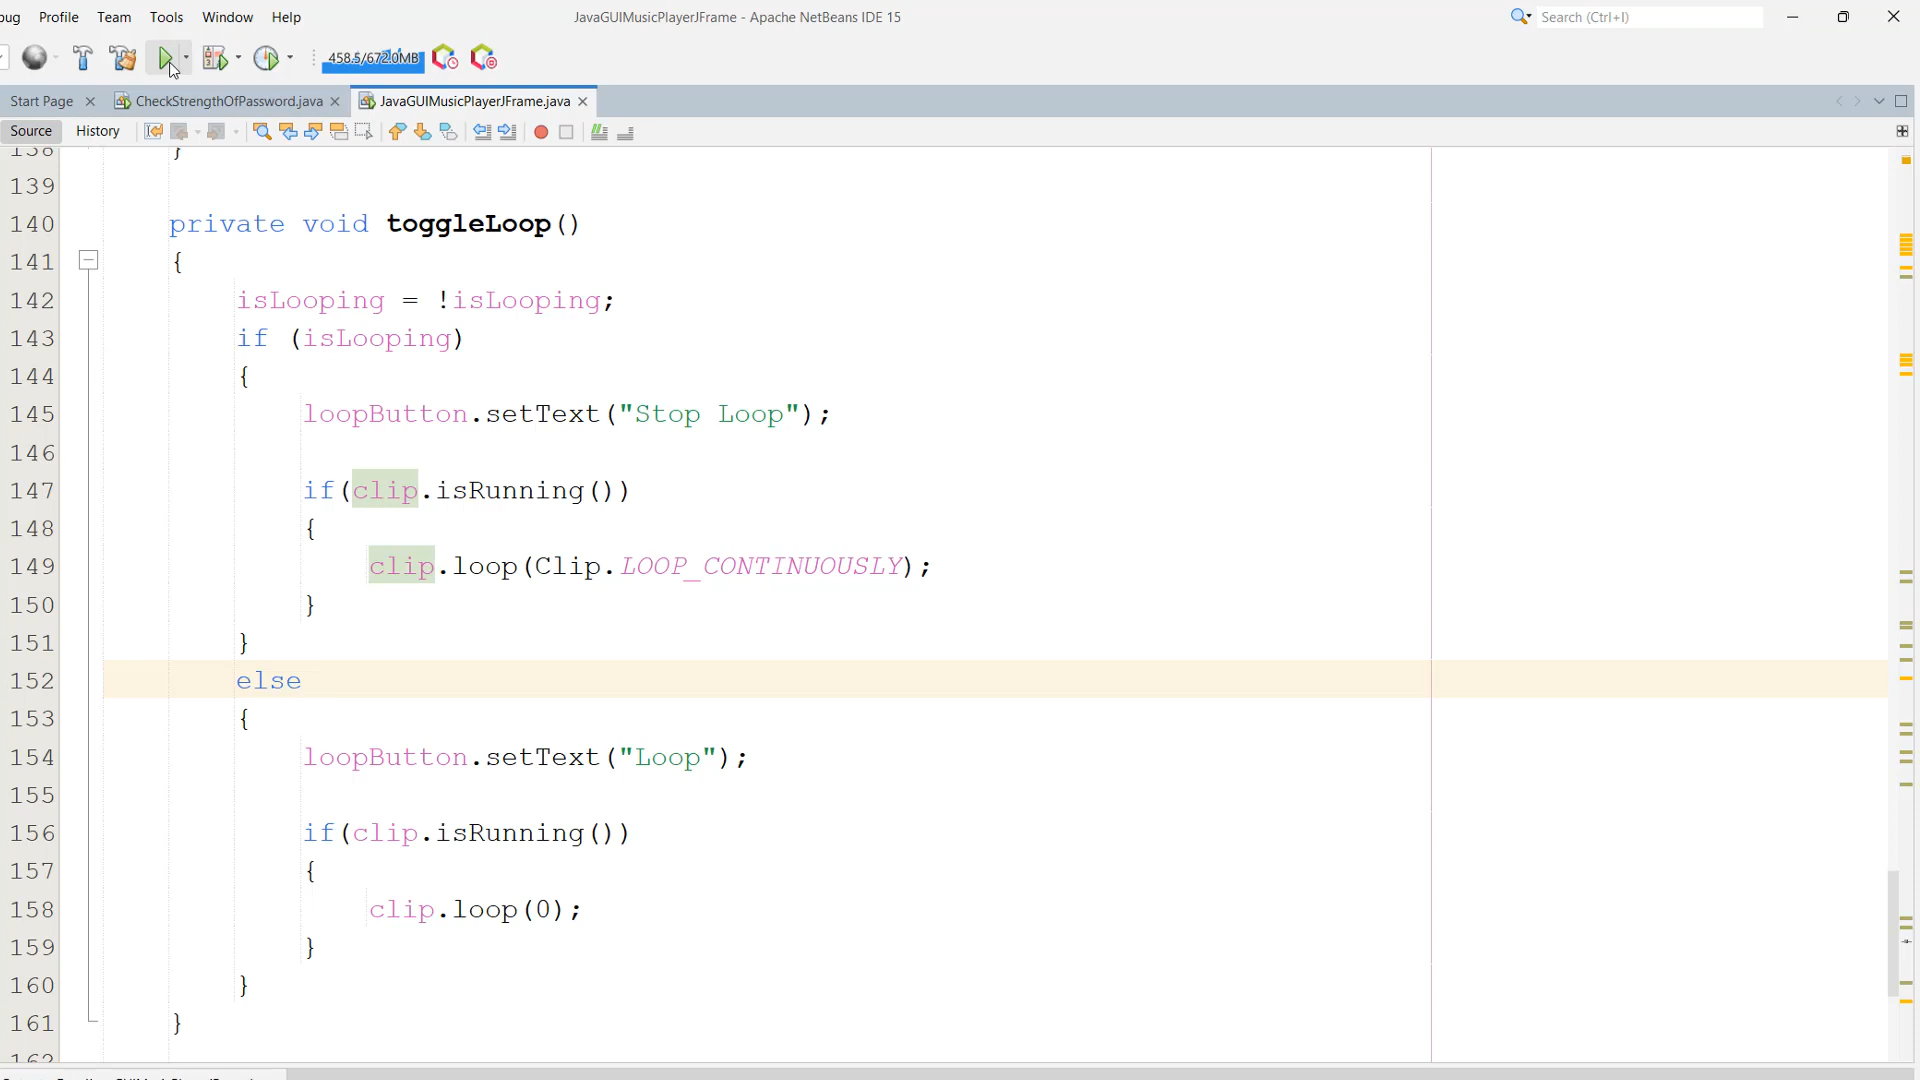 Profile Team Tools Window Help JavaGUIMusicPlayerJFrame - Apache NetBeans IDE 15 Search (Ctrl+I)
458.5/672.0MB
Start Page CheckStrengthOfPassword.java JavaGUIMusicPlayerJFrame.java
Source History
138 }
139
140 private void toggleLoop()
141 {
142 isLooping = !isLooping;
143 if (isLooping)
144 {
145 loopButton.setText("Stop Loop");
146
147 if(clip.isRunning())
148 {
149 clip.loop(Clip.LOOP_CONTINUOUSLY);
150 }
151 }
152 else
153 {
154 loopButton.setText("Loop");
155
156 if(clip.isRunning())
157 {
158 clip.loop(0);
159 }
160 }
161 }
162